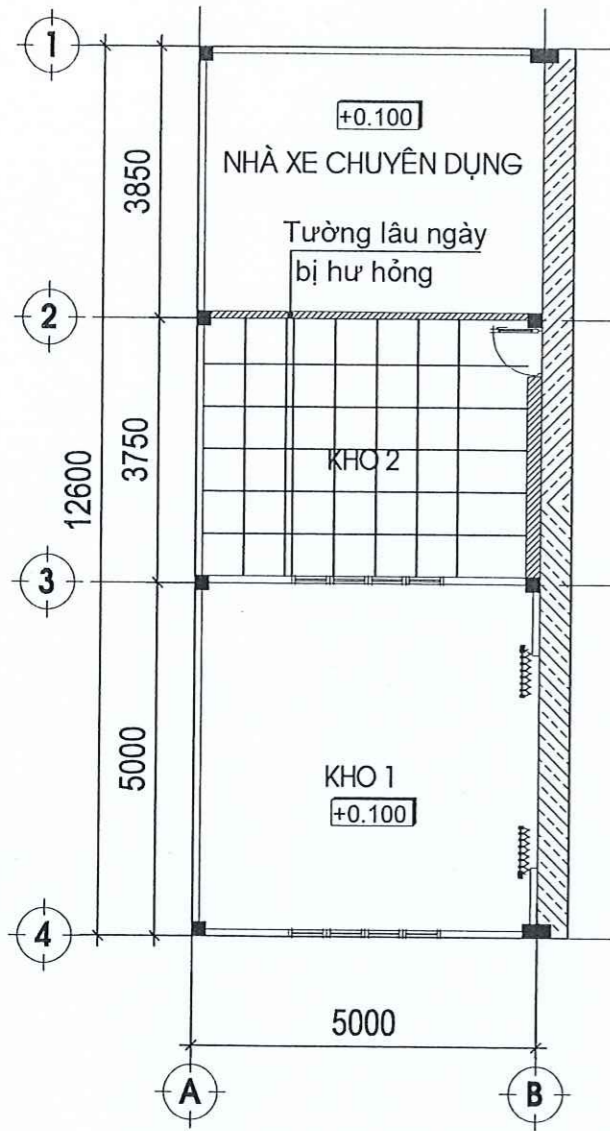 1
+0.100
NHÀ XE CHUYÊN DỤNG
3850
Tường lâu ngày
bị hư hỏng
2
12600
3750
KHO 2
3
5000
KHO 1
+0.100
4
5000
A
B